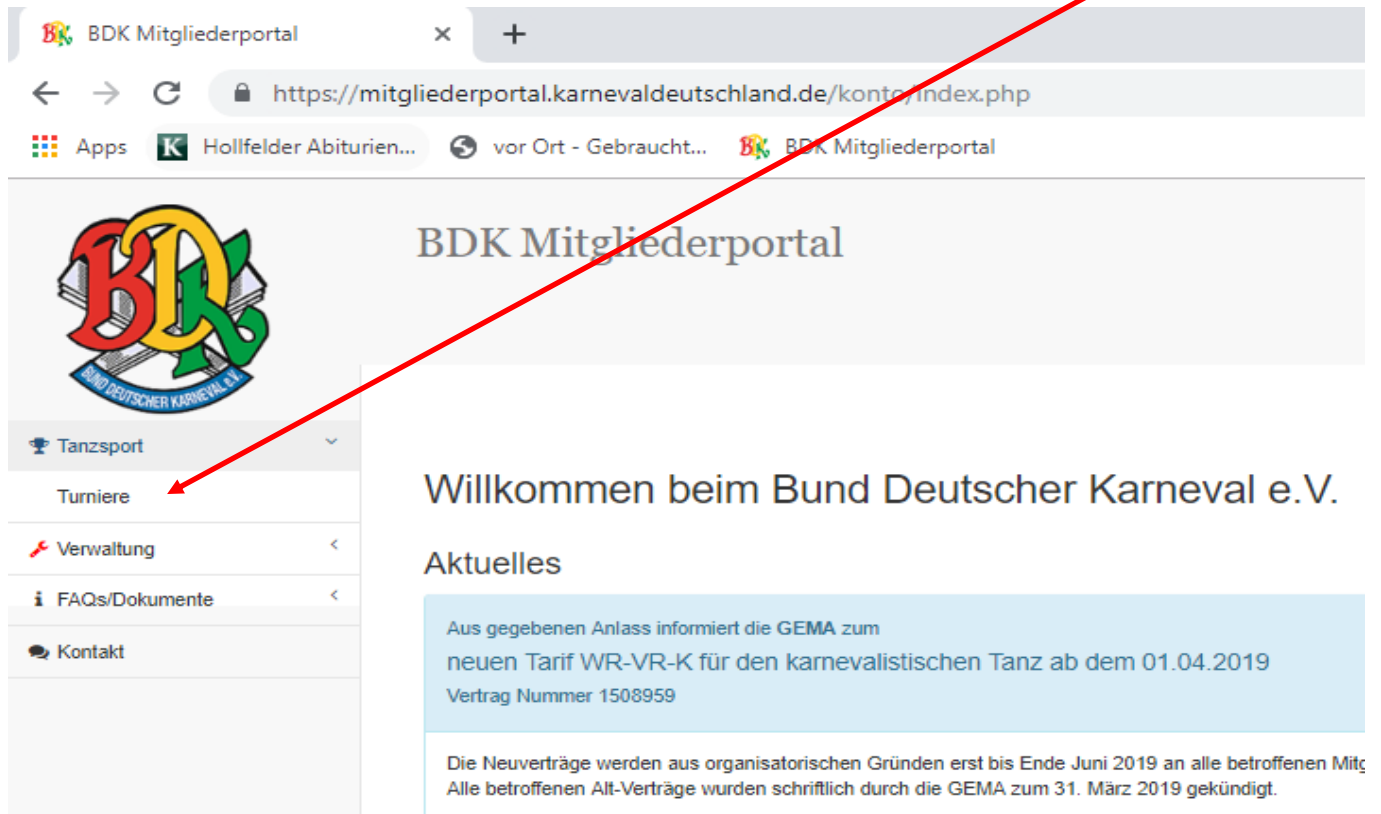 BDK Mitgliederportal
https://mitgliederportal.karnevaldeutschland.de/konto/index.php
Apps Hollfelder Abiturien... vor Ort - Gebraucht... BDK Mitgliederportal
BDK
BUND DEUTSCHER KARNEVAL e.V.
BDK Mitgliederportal
Tanzsport
Turniere
Verwaltung
FAQs/Dokumente
Kontakt
Willkommen beim Bund Deutscher Karneval e.V.
Aktuelles
Aus gegebenen Anlass informiert die GEMA zum
neuen Tarif WR-VR-K für den karnevalistischen Tanz ab dem 01.04.2019
Vertrag Nummer 1508959
Die Neuverträge werden aus organisatorischen Gründen erst bis Ende Juni 2019 an alle betroffenen Mitg
Alle betroffenen Alt-Verträge wurden schriftlich durch die GEMA zum 31. März 2019 gekündigt.